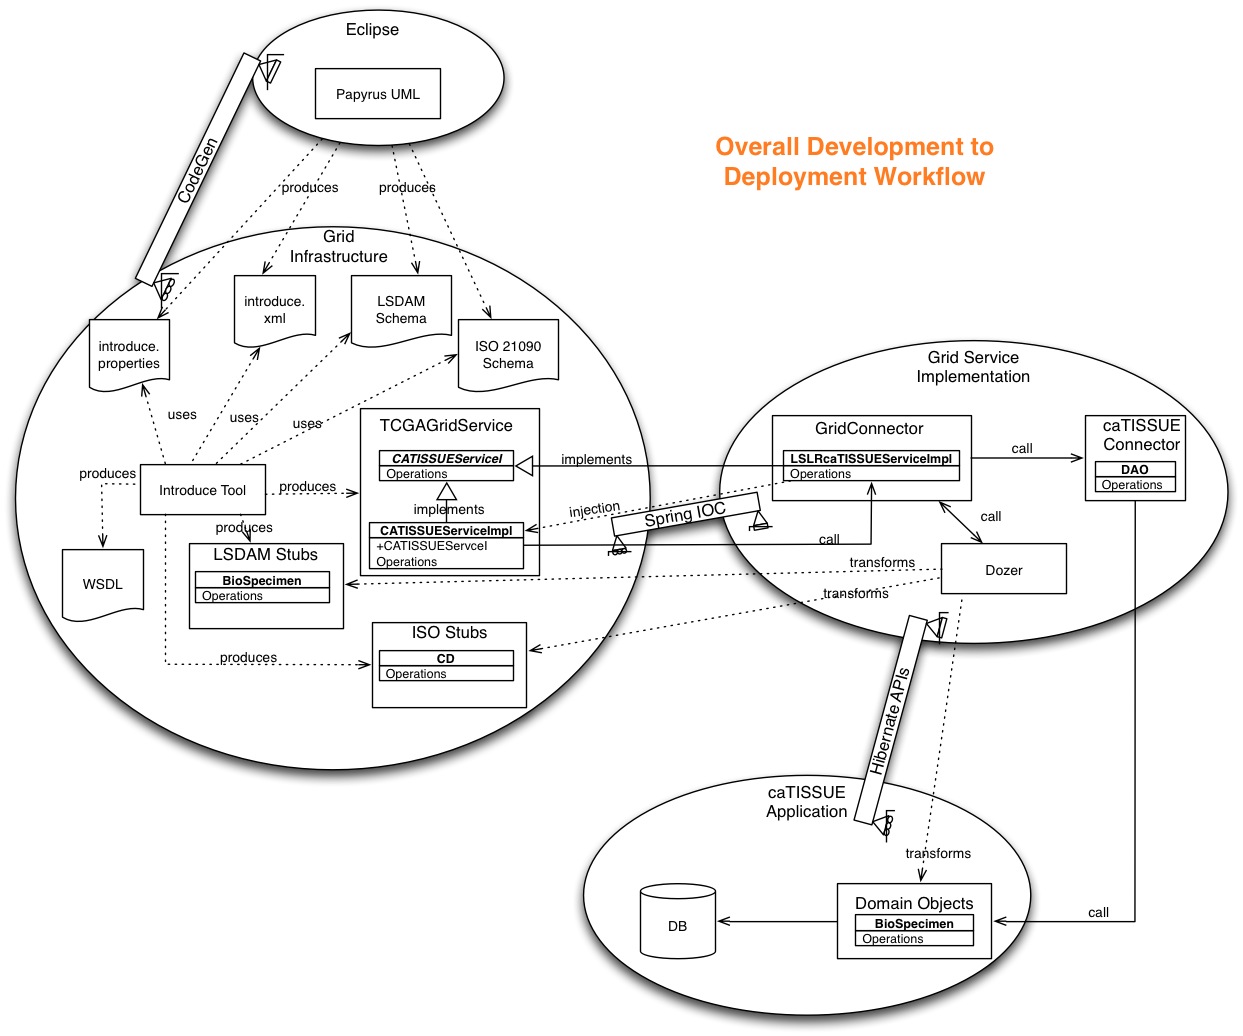 Eclipse
Papyrus UML
CodeGen
Overall Development to
Deployment Workflow
produces
produces
Grid
Infrastructure
introduce.
properties
introduce.
xml
LSDAM
Schema
ISO 21090
Schema
uses
uses
uses
TCGAGridService
CATISSUEServiceI
Operations
implements
CATISSUEServiceImpl
+CATISSUEServceI
Operations
produces
Introduce Tool
produces
produces
WSDL
LSDAM Stubs
BioSpecimen
Operations
produces
ISO Stubs
CD
Operations
implements
injection
Spring IOC
call
transforms
transforms
Grid Service
Implementation
GridConnector
LSLRcaTISSUEServiceImpl
Operations
call
caTISSUE
Connector
DAO
Operations
call
Dozer
Hibernate APIs
caTISSUE
Application
transforms
DB
Domain Objects
BioSpecimen
Operations
call